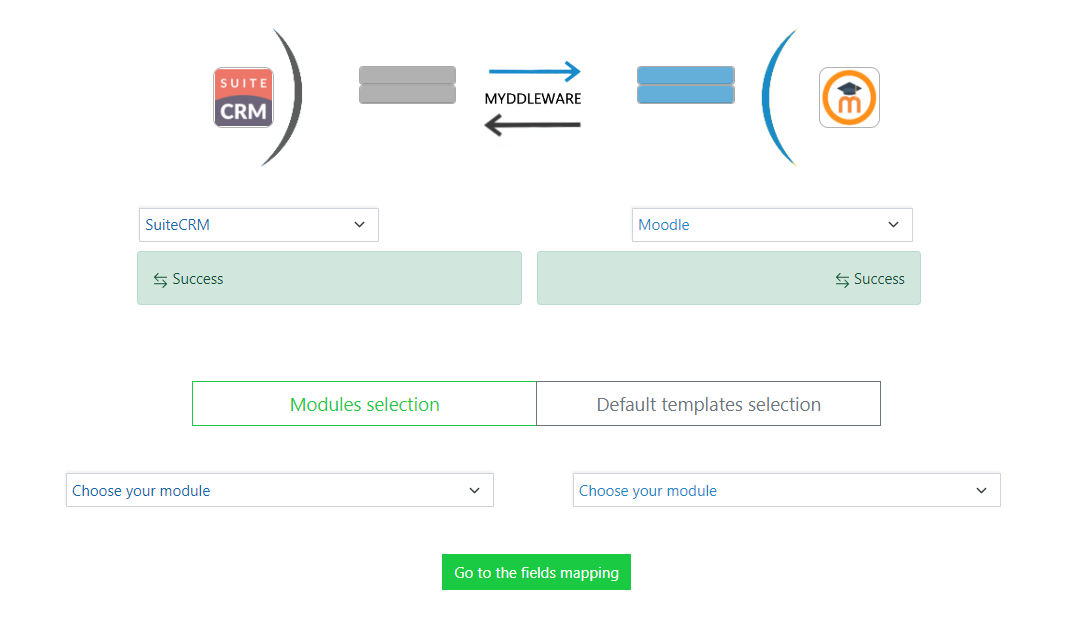 SUITE
CRM
MYDDLEWARE
m
SuiteCRM
Moodle
Success
Success
Modules selection
Default templates selection
Choose your module
Choose your module
Go to the fields mapping